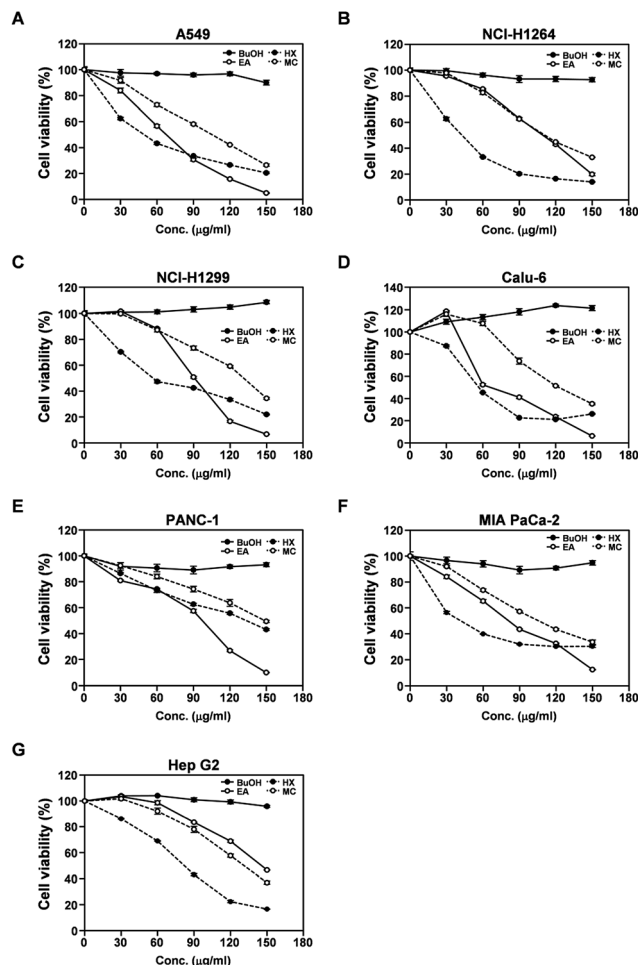 A
A549
BuOH HX
EA MC
Cell viability (%)
120
100
80
60
40
20
0
0 30 60 90 120 150 180
Conc. (μg/ml)
B
NCI-H1264
BuOH HX
EA MC
Cell viability (%)
120
100
80
60
40
20
0
0 30 60 90 120 150 180
Conc. (μg/ml)
C
NCI-H1299
BuOH HX
EA MC
Cell viability (%)
120
100
80
60
40
20
0
0 30 60 90 120 150 180
Conc. (μg/ml)
D
Calu-6
BuOH HX
EA MC
Cell viability (%)
140
120
100
80
60
40
20
0
0 30 60 90 120 150 180
Conc. (μg/ml)
E
PANC-1
BuOH HX
EA MC
Cell viability (%)
120
100
80
60
40
20
0
0 30 60 90 120 150 180
Conc. (μg/ml)
F
MIA PaCa-2
BuOH HX
EA MC
Cell viability (%)
120
100
80
60
40
20
0
0 30 60 90 120 150 180
Conc. (μg/ml)
G
Hep G2
BuOH HX
EA MC
Cell viability (%)
120
100
80
60
40
20
0
0 30 60 90 120 150 180
Conc. (μg/ml)